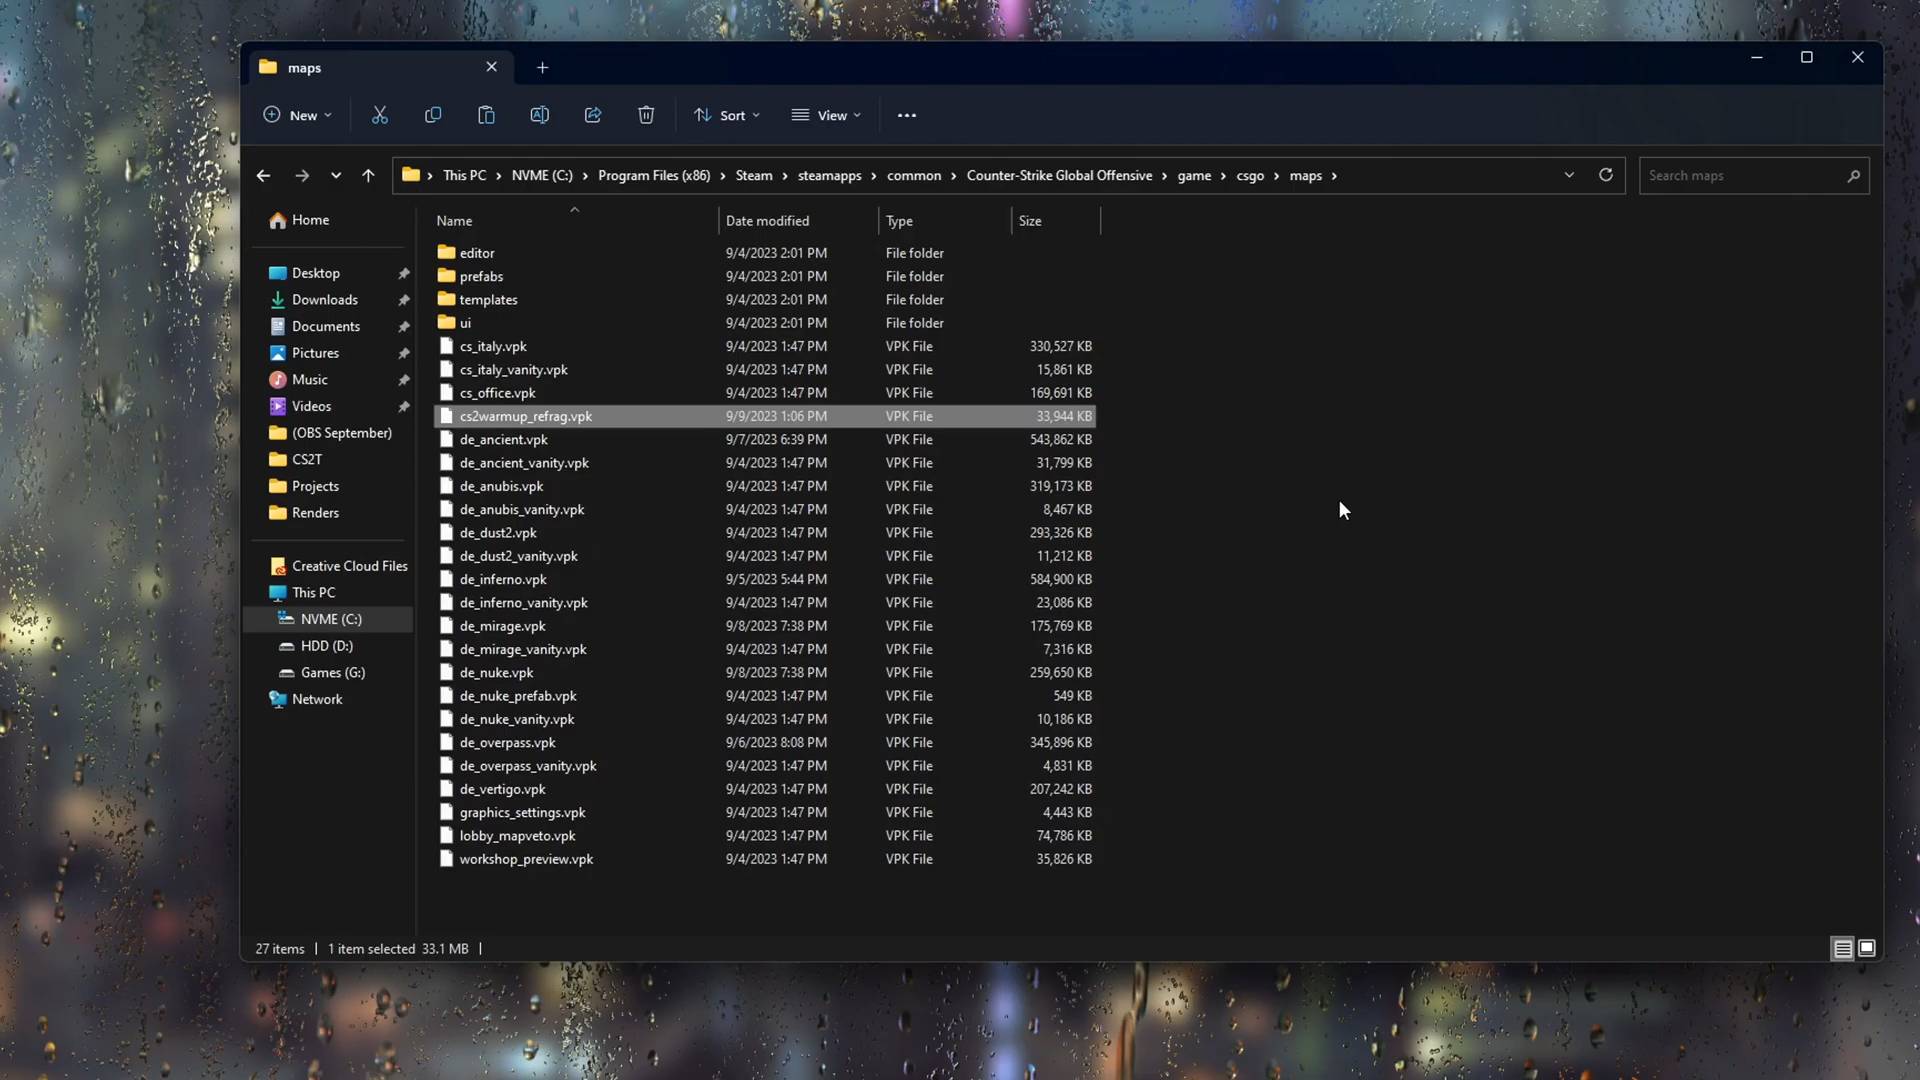 maps
New
Sort
View
This PC > NVME (C:) > Program Files (x86) > Steam > steamapps > common > Counter-Strike Global Offensive > game > csgo > maps >
Search maps
Home
Desktop
Downloads
Documents
Pictures
Music
Videos
(OBS September)
CS2T
Projects
Renders
Creative Cloud Files
This PC
NVME (C:)
HDD (D:)
Games (G:)
Network
Name Date modified Type Size
editor 9/4/2023 2:01 PM File folder
prefabs 9/4/2023 2:01 PM File folder
templates 9/4/2023 2:01 PM File folder
ui 9/4/2023 2:01 PM File folder
cs_italy.vpk 9/4/2023 1:47 PM VPK File 330,527 KB
cs_italy_vanity.vpk 9/4/2023 1:47 PM VPK File 15,861 KB
cs_office.vpk 9/4/2023 1:47 PM VPK File 169,691 KB
cs2warmup_refrag.vpk 9/9/2023 1:06 PM VPK File 33,944 KB
de_ancient.vpk 9/7/2023 6:39 PM VPK File 543,862 KB
de_ancient_vanity.vpk 9/4/2023 1:47 PM VPK File 31,799 KB
de_anubis.vpk 9/4/2023 1:47 PM VPK File 319,173 KB
de_anubis_vanity.vpk 9/4/2023 1:47 PM VPK File 8,467 KB
de_dust2.vpk 9/4/2023 1:47 PM VPK File 293,326 KB
de_dust2_vanity.vpk 9/4/2023 1:47 PM VPK File 11,212 KB
de_inferno.vpk 9/5/2023 5:44 PM VPK File 584,900 KB
de_inferno_vanity.vpk 9/4/2023 1:47 PM VPK File 23,086 KB
de_mirage.vpk 9/8/2023 7:38 PM VPK File 175,769 KB
de_mirage_vanity.vpk 9/4/2023 1:47 PM VPK File 7,316 KB
de_nuke.vpk 9/8/2023 7:38 PM VPK File 259,650 KB
de_nuke_prefab.vpk 9/4/2023 1:47 PM VPK File 549 KB
de_nuke_vanity.vpk 9/4/2023 1:47 PM VPK File 10,186 KB
de_overpass.vpk 9/6/2023 8:08 PM VPK File 345,896 KB
de_overpass_vanity.vpk 9/4/2023 1:47 PM VPK File 4,831 KB
de_vertigo.vpk 9/4/2023 1:47 PM VPK File 207,242 KB
graphics_settings.vpk 9/4/2023 1:47 PM VPK File 4,443 KB
lobby_mapveto.vpk 9/4/2023 1:47 PM VPK File 74,786 KB
workshop_preview.vpk 9/4/2023 1:47 PM VPK File 35,826 KB
27 items | 1 item selected 33.1 MB |